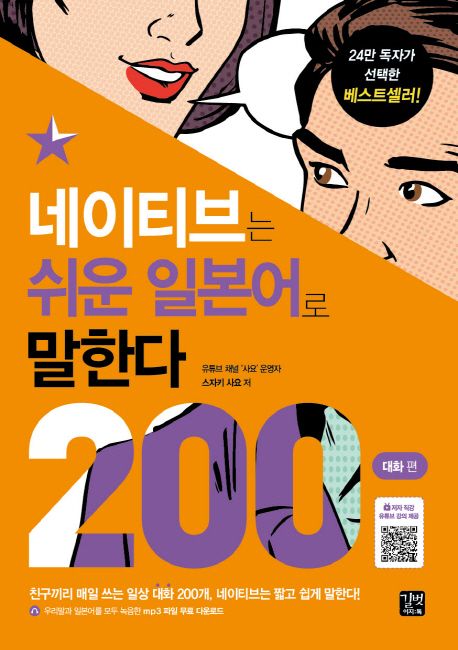 24만 독자가
선택한
베스트셀러!
네이티브는
쉬운 일본어로
말한다
유튜브 채널 '사요' 운영자
스자키 사요 저
200
대화 편
저자 직강
유튜브 강의 제공
친구끼리 매일 쓰는 일상 대화 200개, 네이티브는 짧고 쉽게 말한다!
우리말과 일본어를 모두 녹음한 mp3 파일 무료 다운로드
길벗
이지:톡